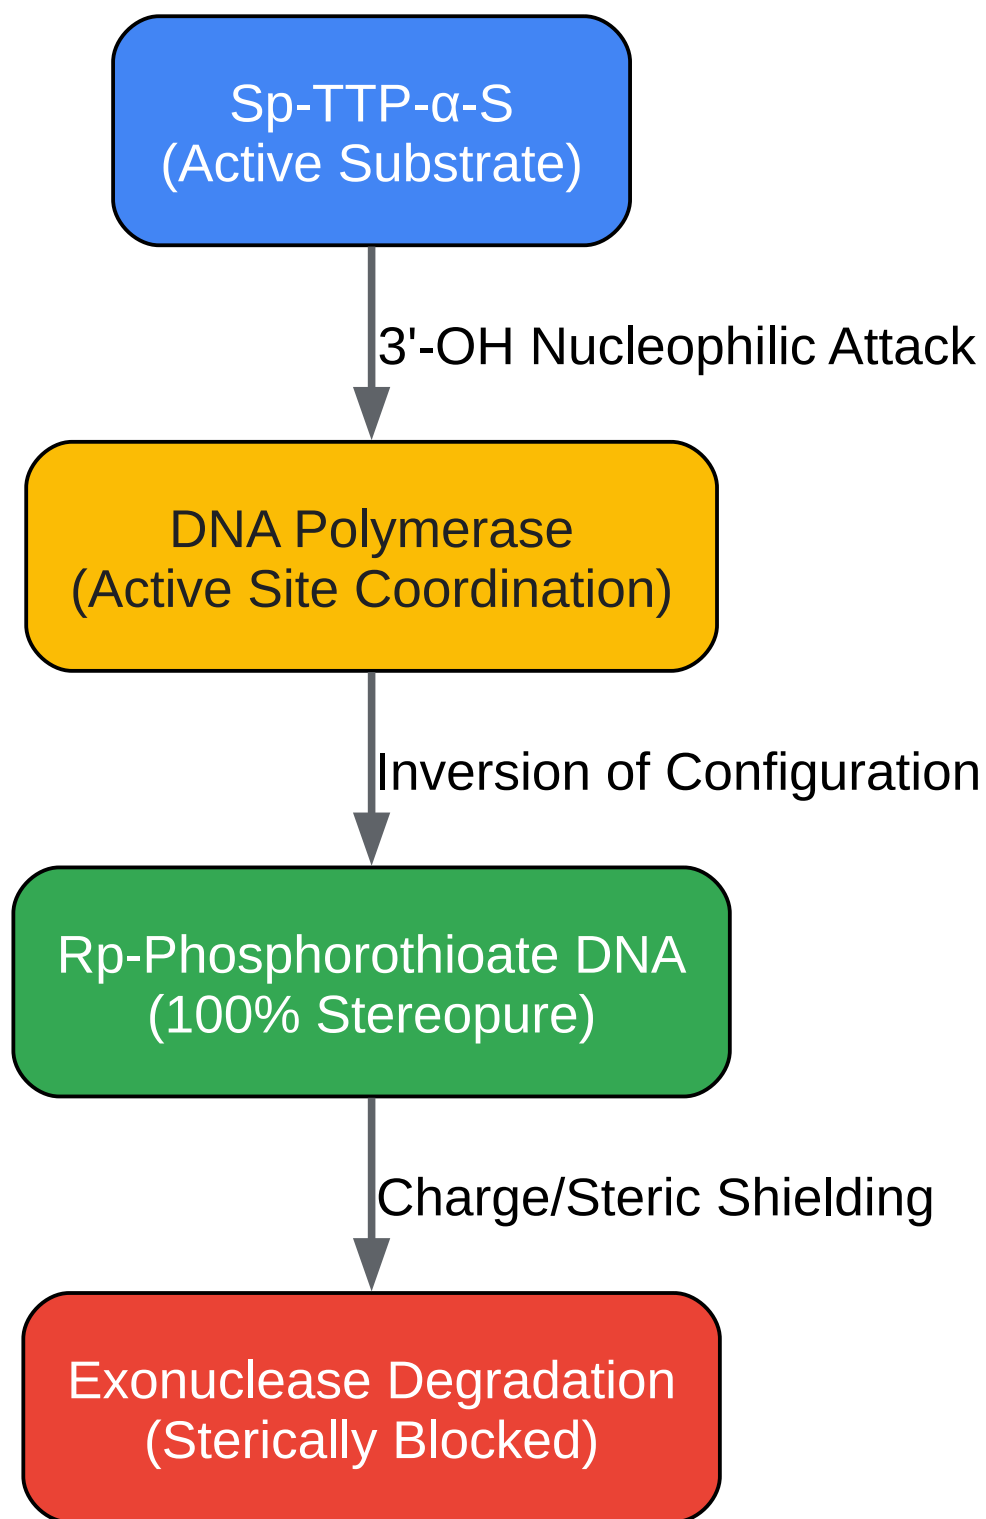 Sp-TTP-α-S
(Active Substrate)
3'-OH Nucleophilic Attack
DNA Polymerase
(Active Site Coordination)
Inversion of Configuration
Rp-Phosphorothioate DNA
(100% Stereopure)
Charge/Steric Shielding
Exonuclease Degradation
(Sterically Blocked)